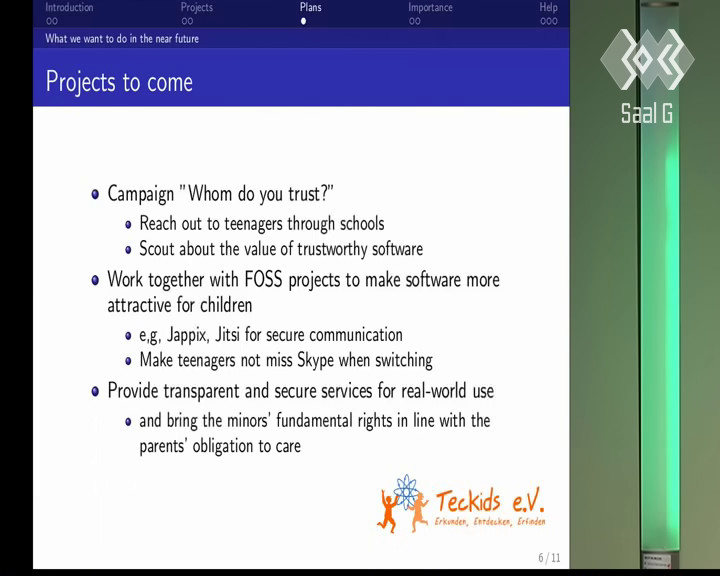 Introduction Projects Plans Importance Help
What we want to do in the near future
Projects to come
Saal G
Campaign "Whom do you trust?"
Reach out to teenagers through schools
Scout about the value of trustworthy software
Work together with FOSS projects to make software more
attractive for children
e,g, Jappix, Jitsi for secure communication
Make teenagers not miss Skype when switching
Provide transparent and secure services for real-world use
and bring the minors' fundamental rights in line with the
parents' obligation to care
Teckids e.V.
Erkunden, Entdecken, Erfinden
6 / 11